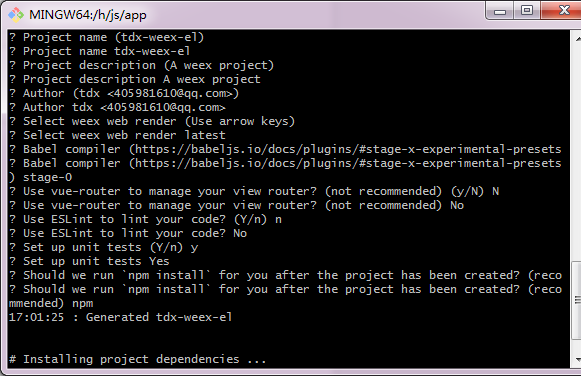 MINGW64:/h/js/app
? Project name (tdx-weex-el)
? Project name tdx-weex-el
? Project description (A weex project)
? Project description A weex project
? Author (tdx <405981610@qq.com>)
? Author tdx <405981610@qq.com>
? Select weex web render (Use arrow keys)
? Select weex web render latest
? Babel compiler (https://babeljs.io/docs/plugins/#stage-x-experimental-presets
? Babel compiler (https://babeljs.io/docs/plugins/#stage-x-experimental-presets
) stage-0
? Use vue-router to manage your view router? (not recommended) (y/N) N
? Use vue-router to manage your view router? (not recommended) No
? Use ESLint to lint your code? (Y/n) n
? Use ESLint to lint your code? No
? Set up unit tests (Y/n) y
? Set up unit tests Yes
? Should we run `npm install` for you after the project has been created? (reco
? Should we run `npm install` for you after the project has been created? (reco
mmended) npm
17:01:25 : Generated tdx-weex-el
# Installing project dependencies ...